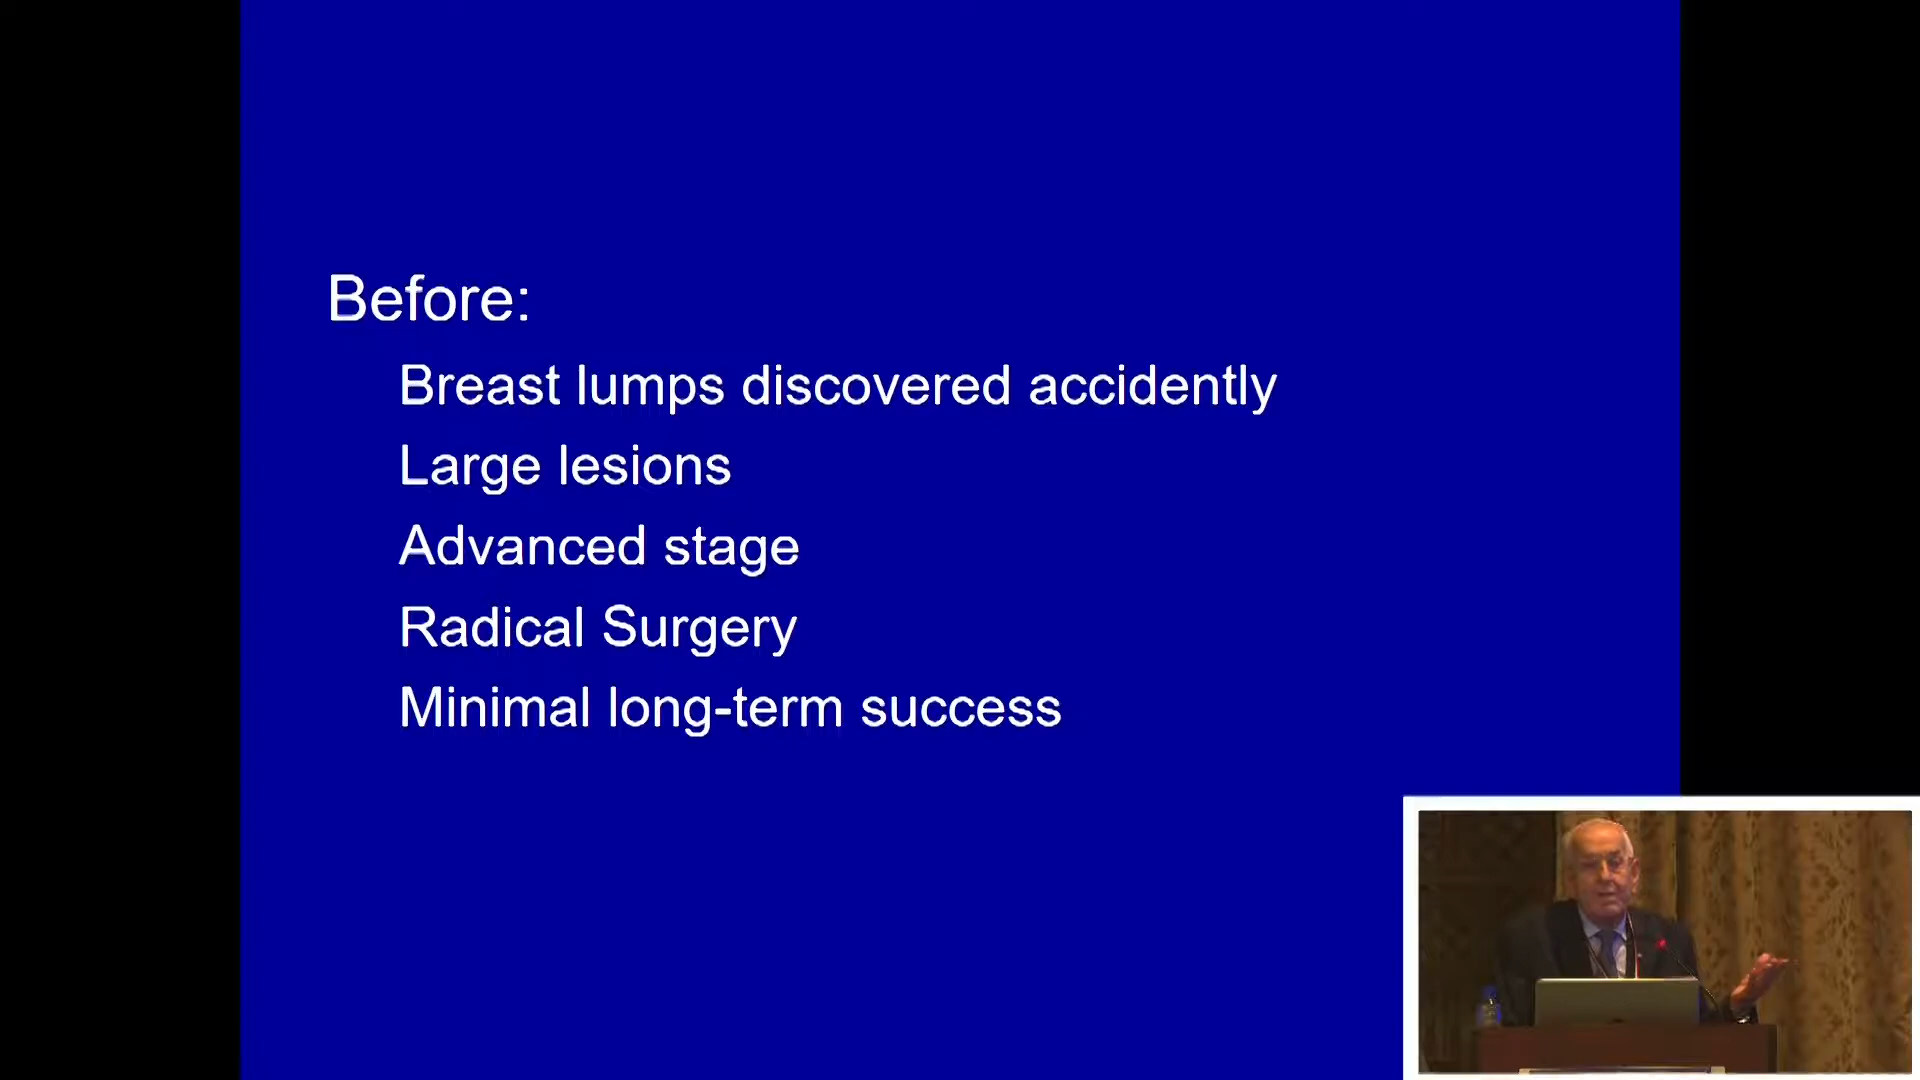 Before:
Breast lumps discovered accidently
Large lesions
Advanced stage
Radical Surgery
Minimal long-term success